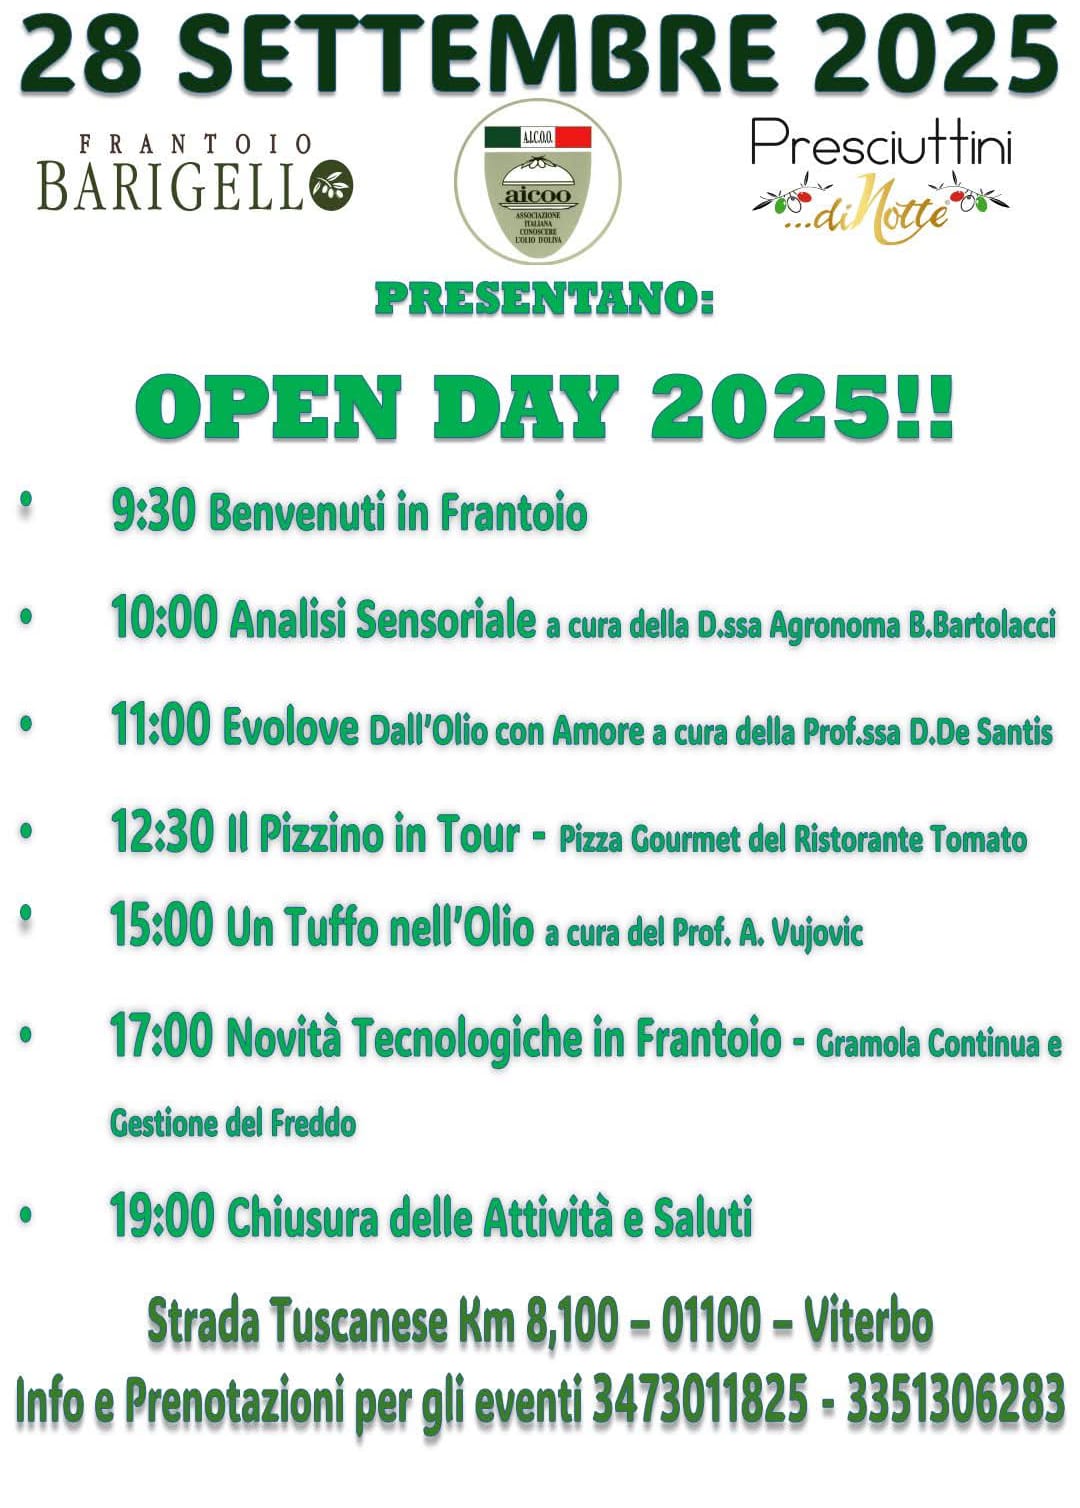 28 SETTEMBRE 2025
FRANTOIO
BARIGELLO
A.I.C.O.O.
aicoo
ASSOCIAZIONE
ITALIANA
CONOSCERE
L'OLIO D'OLIVA
Presciuttini
...diNotte
PRESENTANO:
OPEN DAY 2025!!
• 9:30 Benvenuti in Frantoio
• 10:00 Analisi Sensoriale a cura della D.ssa Agronoma B.Bartolacci
• 11:00 Evolove Dall'Olio con Amore a cura della Prof.ssa D.De Santis
• 12:30 Il Pizzino in Tour - Pizza Gourmet del Ristorante Tomato
• 15:00 Un Tuffo nell'Olio a cura del Prof. A. Vujovic
• 17:00 Novità Tecnologiche in Frantoio - Gramola Continua e
Gestione del Freddo
• 19:00 Chiusura delle Attività e Saluti
Strada Tuscanese Km 8,100 – 01100 – Viterbo
Info e Prenotazioni per gli eventi 3473011825 - 3351306283